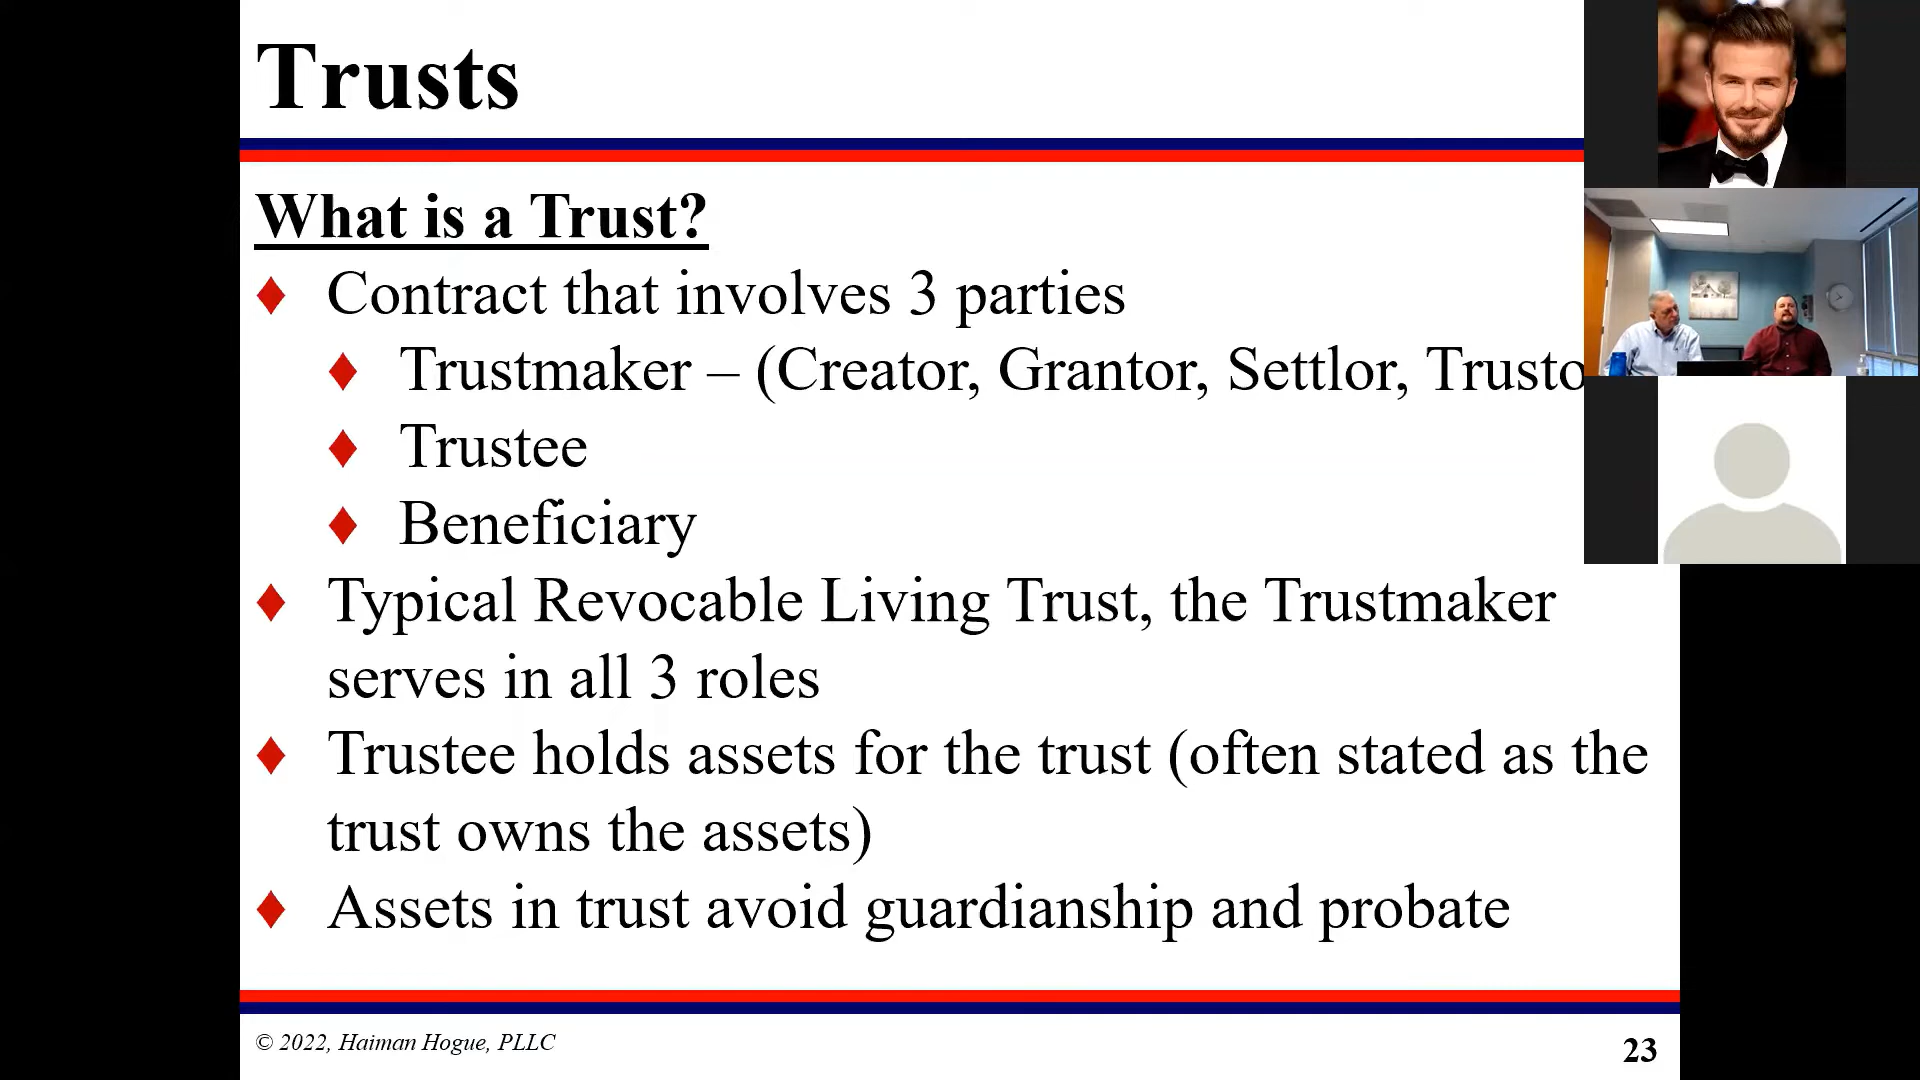 Trusts
What is a Trust?
♦ Contract that involves 3 parties
♦ Trustmaker – (Creator, Grantor, Settlor, Trusto
♦ Trustee
♦ Beneficiary
♦ Typical Revocable Living Trust, the Trustmaker
serves in all 3 roles
♦ Trustee holds assets for the trust (often stated as the
trust owns the assets)
♦ Assets in trust avoid guardianship and probate
© 2022, Haiman Hogue, PLLC
23